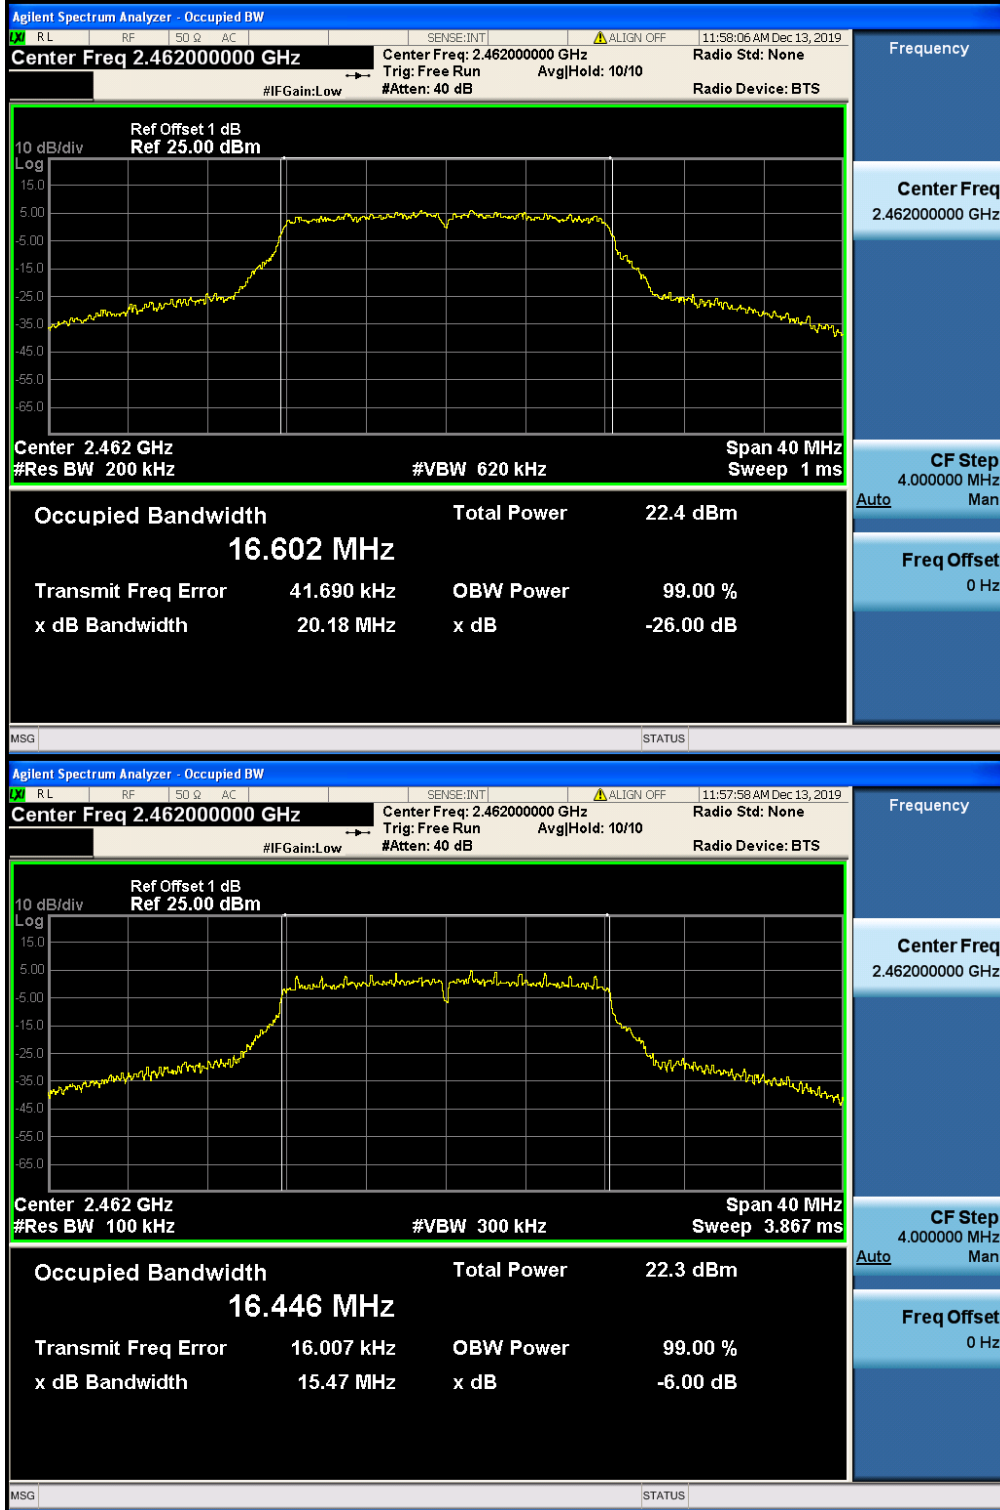 Agilent Spectrum Analyzer - Occupied BW
LXI RL RF 50 Ω AC SENSE:INT ALIGN OFF 11:58:06 AM Dec 13, 2019
Center Freq 2.462000000 GHz Center Freq: 2.462000000 GHz Radio Std: None Frequency
Trig: Free Run Avg|Hold: 10/10
#IFGain:Low #Atten: 40 dB Radio Device: BTS
Ref Offset 1 dB
10 dB/div Ref 25.00 dBm
Log
15.0
5.00
-5.00
-15.0
-25.0
-35.0
-45.0
-55.0
-65.0
Center Freq
2.462000000 GHz
Center 2.462 GHz Span 40 MHz
#Res BW 200 kHz #VBW 620 kHz Sweep 1 ms
CF Step
4.000000 MHz
Auto Man
Occupied Bandwidth Total Power 22.4 dBm
16.602 MHz
Transmit Freq Error 41.690 kHz OBW Power 99.00 %
x dB Bandwidth 20.18 MHz x dB -26.00 dB
Freq Offset
0 Hz
MSG STATUS
Agilent Spectrum Analyzer - Occupied BW
LXI RL RF 50 Ω AC SENSE:INT ALIGN OFF 11:57:58 AM Dec 13, 2019
Center Freq 2.462000000 GHz Center Freq: 2.462000000 GHz Radio Std: None Frequency
Trig: Free Run Avg|Hold: 10/10
#IFGain:Low #Atten: 40 dB Radio Device: BTS
Ref Offset 1 dB
10 dB/div Ref 25.00 dBm
Log
15.0
5.00
-5.00
-15.0
-25.0
-35.0
-45.0
-55.0
-65.0
Center Freq
2.462000000 GHz
Center 2.462 GHz Span 40 MHz
#Res BW 100 kHz #VBW 300 kHz Sweep 3.867 ms
CF Step
4.000000 MHz
Auto Man
Occupied Bandwidth Total Power 22.3 dBm
16.446 MHz
Transmit Freq Error 16.007 kHz OBW Power 99.00 %
x dB Bandwidth 15.47 MHz x dB -6.00 dB
Freq Offset
0 Hz
MSG STATUS